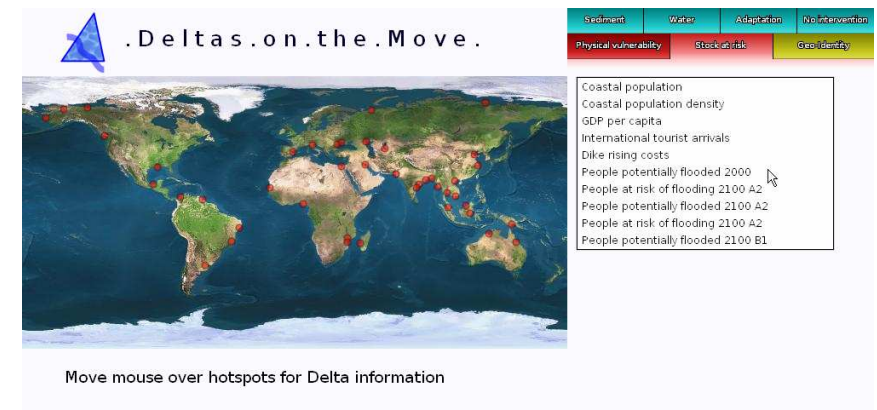 .Deltas.on.the.Move.
Sediment Water Adaptation No intervention
Physical vulnerability Stock at risk Geo-Identity
Coastal population
Coastal population density
GDP per capita
International tourist arrivals
Dike rising costs
People potentially flooded 2000
People at risk of flooding 2100 A2
People potentially flooded 2100 A2
People at risk of flooding 2100 A2
People potentially flooded 2100 B1
Move mouse over hotspots for Delta information